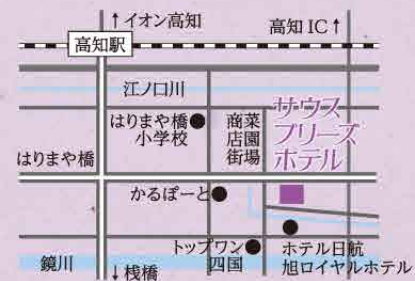 ↑イオン高知
高知IC↑
高知駅
江ノ口川
はりまや橋
小学校
菜園場
商店街
サウス
ブリーズ
ホテル
はりまや橋
かるぽーと
トップワン
四国
ホテル日航
旭ロイヤルホテル
鏡川
↓桟橋